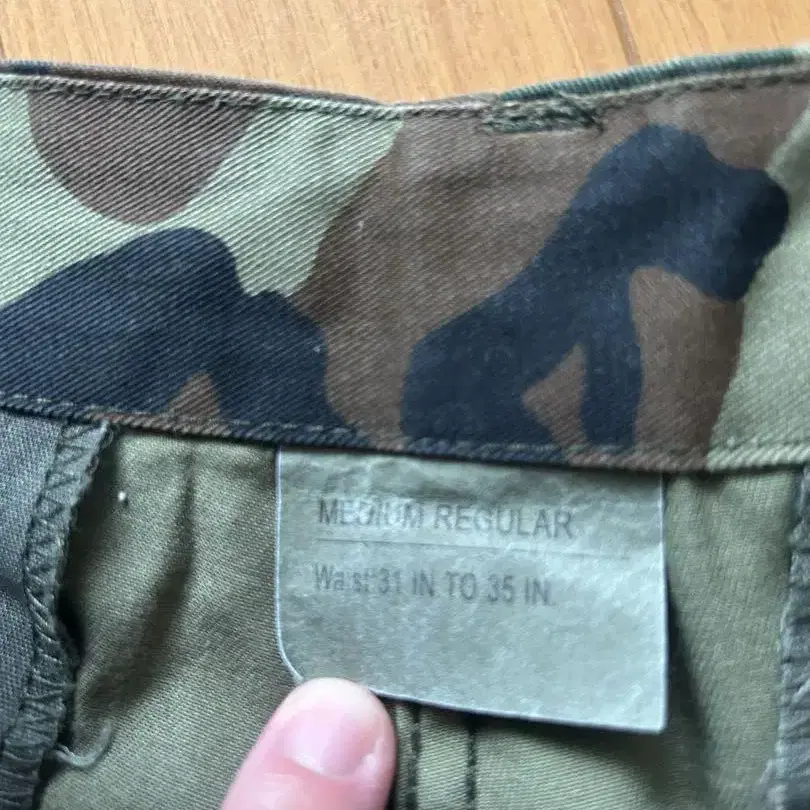 MEDIUM REGULAR
Waist 31 IN TO 35 IN.